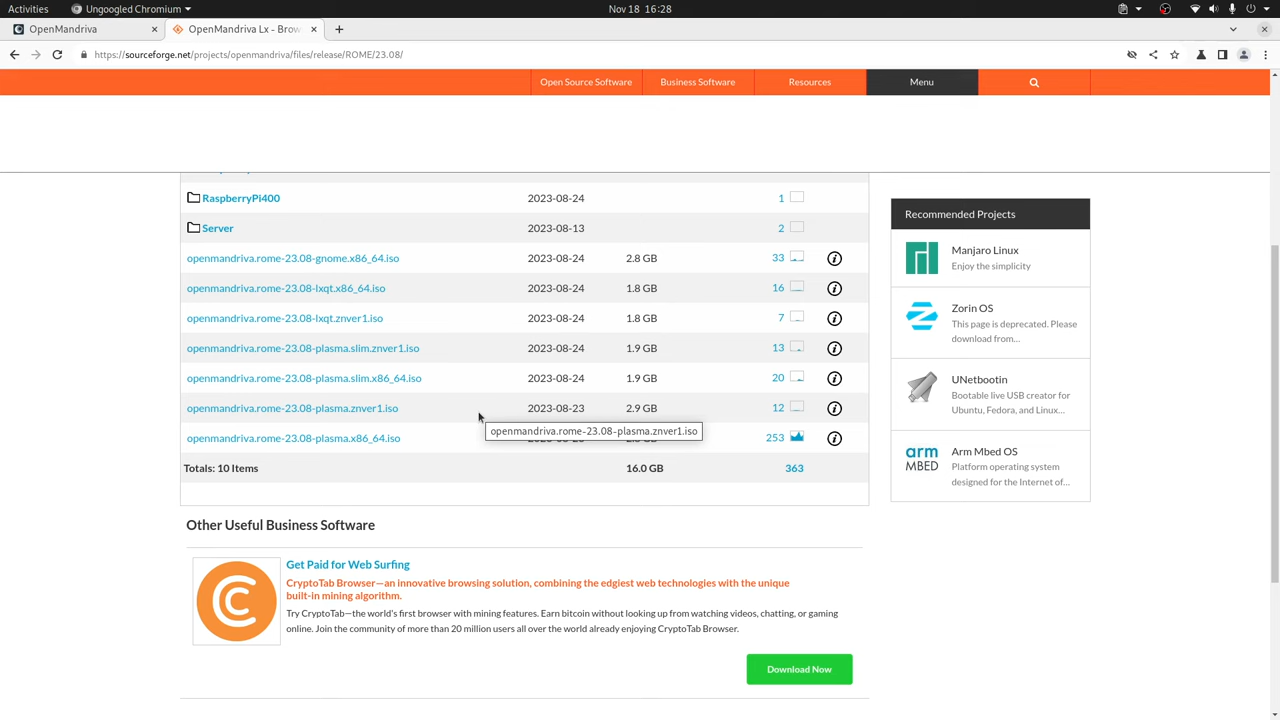 Activities
Ungoogled Chromium
Nov 18 16:28
OpenMandriva
OpenMandriva Lx - Brow
https://sourceforge.net/projects/openmandriva/files/release/ROME/23.08/
Open Source Software
Business Software
Resources
Menu
RaspberryPi400 2023-08-24 1
Server 2023-08-13 2
openmandriva.rome-23.08-gnome.x86_64.iso 2023-08-24 2.8 GB 33
openmandriva.rome-23.08-lxqt.x86_64.iso 2023-08-24 1.8 GB 16
openmandriva.rome-23.08-lxqt.znver1.iso 2023-08-24 1.8 GB 7
openmandriva.rome-23.08-plasma.slim.znver1.iso 2023-08-24 1.9 GB 13
openmandriva.rome-23.08-plasma.slim.x86_64.iso 2023-08-24 1.9 GB 20
openmandriva.rome-23.08-plasma.znver1.iso 2023-08-23 2.9 GB 12
openmandriva.rome-23.08-plasma.znver1.iso
openmandriva.rome-23.08-plasma.x86_64.iso 253
Totals: 10 Items 16.0 GB 363
Recommended Projects
Manjaro Linux
Enjoy the simplicity
Zorin OS
This page is deprecated. Please
download from...
UNetbootin
Bootable live USB creator for
Ubuntu, Fedora, and Linux...
arm
MBED
Arm Mbed OS
Platform operating system
designed for the Internet of...
Other Useful Business Software
Get Paid for Web Surfing
CryptoTab Browser—an innovative browsing solution, combining the edgiest web technologies with the unique
built-in mining algorithm.
Try CryptoTab—the world's first browser with mining features. Earn bitcoin without looking up from watching videos, chatting, or gaming
online. Join the community of more than 20 million users all over the world already enjoying CryptoTab Browser.
Download Now